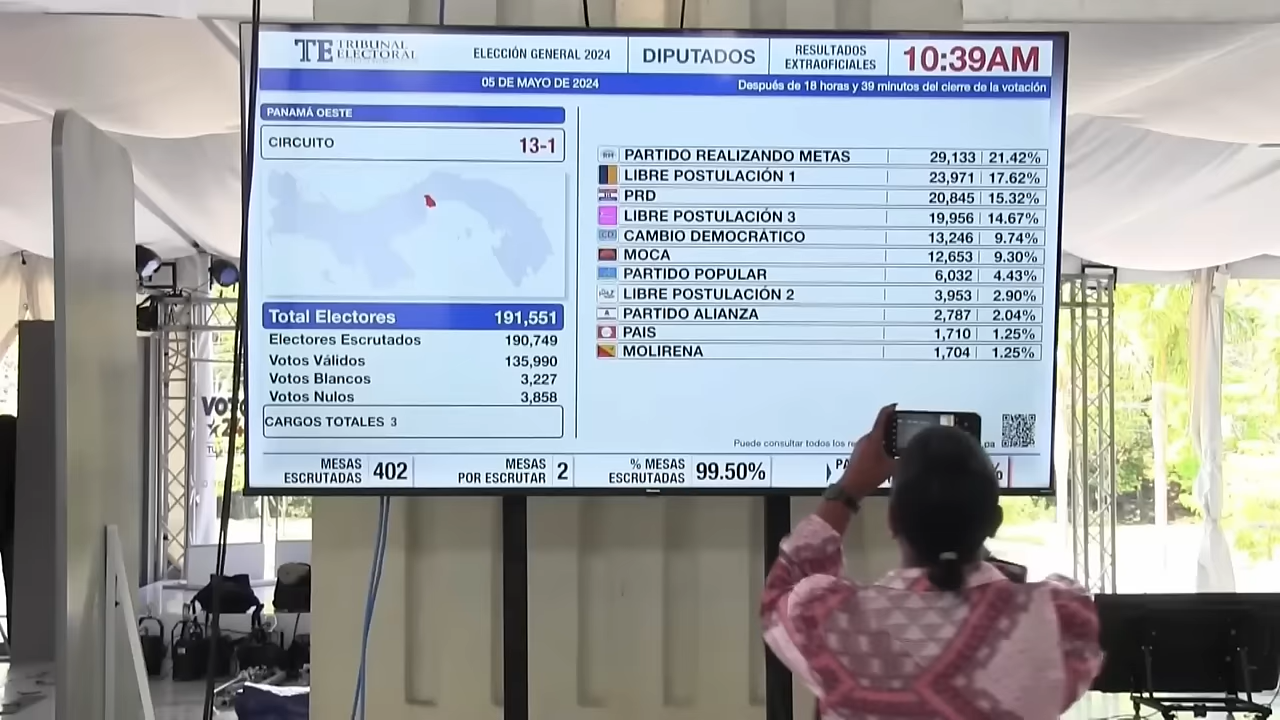 TE TRIBUNAL ELECTORAL
ELECCIÓN GENERAL 2024
DIPUTADOS
RESULTADOS EXTRAOFICIALES
10:39AM
05 DE MAYO DE 2024
Después de 18 horas y 39 minutos del cierre de la votación
PANAMÁ OESTE
CIRCUITO 13-1
Total Electores 191,551
Electores Escrutados 190,749
Votos Válidos 135,990
Votos Blancos 3,227
Votos Nulos 3,858
CARGOS TOTALES 3
PARTIDO REALIZANDO METAS 29,133 21.42%
LIBRE POSTULACIÓN 1 23,971 17.62%
PRD 20,845 15.32%
LIBRE POSTULACIÓN 3 19,956 14.67%
CAMBIO DEMOCRÁTICO 13,246 9.74%
MOCA 12,653 9.30%
PARTIDO POPULAR 6,032 4.43%
LIBRE POSTULACIÓN 2 3,953 2.90%
PARTIDO ALIANZA 2,787 2.04%
PAIS 1,710 1.25%
MOLIRENA 1,704 1.25%
Puede consultar todos los
MESAS ESCRUTADAS 402
MESAS POR ESCRUTAR 2
% MESAS ESCRUTADAS 99.50%